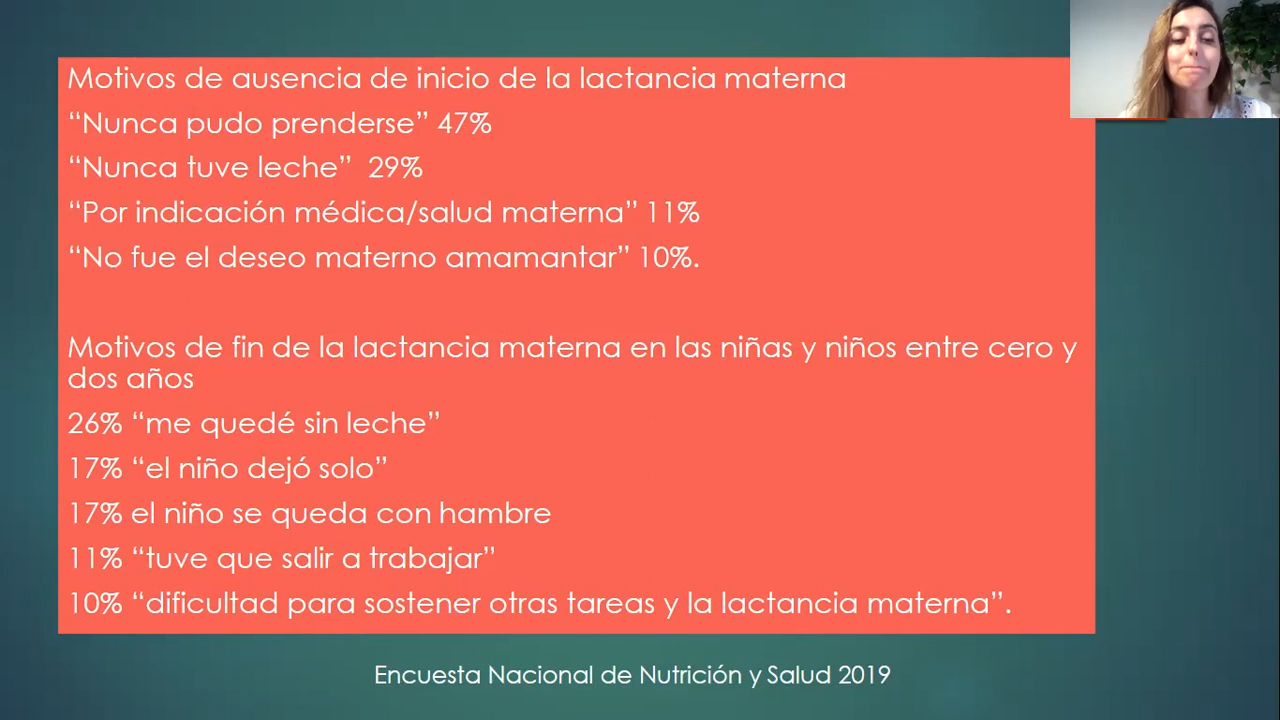 Motivos de ausencia de inicio de la lactancia materna
“Nunca pudo prenderse” 47%
“Nunca tuve leche”  29%
“Por indicación médica/salud materna” 11%
“No fue el deseo materno amamantar” 10%.
Motivos de fin de la lactancia materna en las niñas y niños entre cero y
dos años
26% “me quedé sin leche”
17% “el niño dejó solo”
17% el niño se queda con hambre
11% “tuve que salir a trabajar”
10% “dificultad para sostener otras tareas y la lactancia materna”.
Encuesta Nacional de Nutrición y Salud 2019